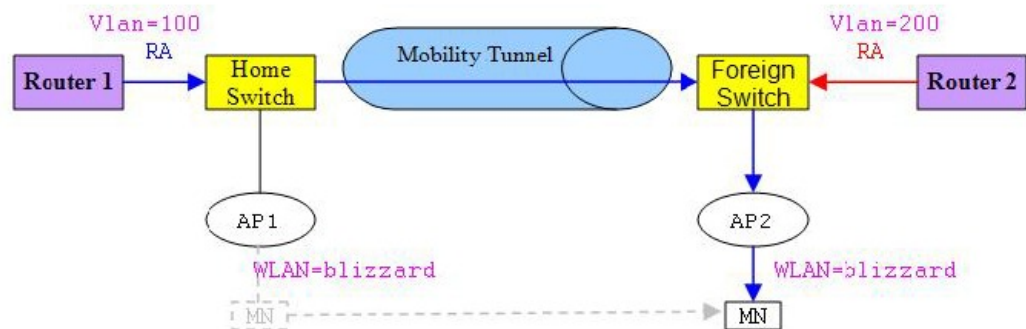 Vlan=100
RA
Router 1
Home
Switch
Mobility Tunnel
Foreign
Switch
Vlan=200
RA
Router 2
AP1
AP2
WLAN=blizzard
WLAN=blizzard
MN
MN